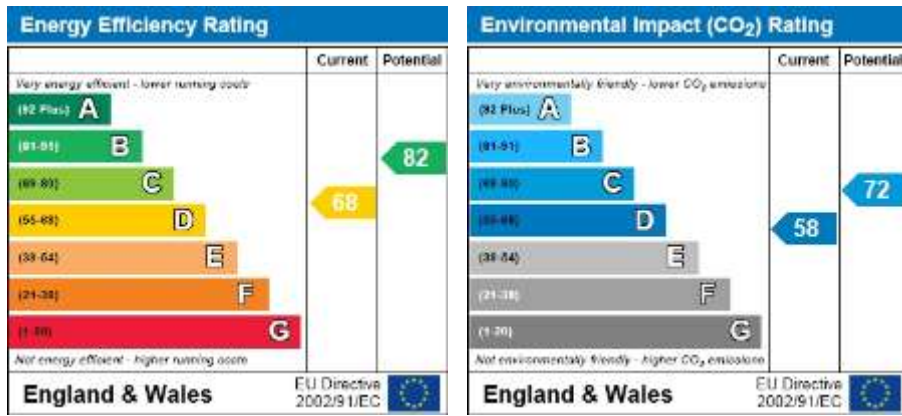 Energy Efficiency Rating
Current Potential
Very energy efficient - lower running costs
(92 Plus) A
(81-91) B
(69-80) C
(55-68) D
(39-54) E
(21-38) F
(1-20) G
68
82
Not energy efficient - higher running costs
England & Wales
EU Directive
2002/91/EC
Environmental Impact (CO₂) Rating
Current Potential
Very environmentally friendly - lower CO₂ emissions
(92 Plus) A
(81-91) B
(69-80) C
(55-68) D
(39-54) E
(21-38) F
(1-20) G
58
72
Not environmentally friendly - higher CO₂ emissions
England & Wales
EU Directive
2002/91/EC